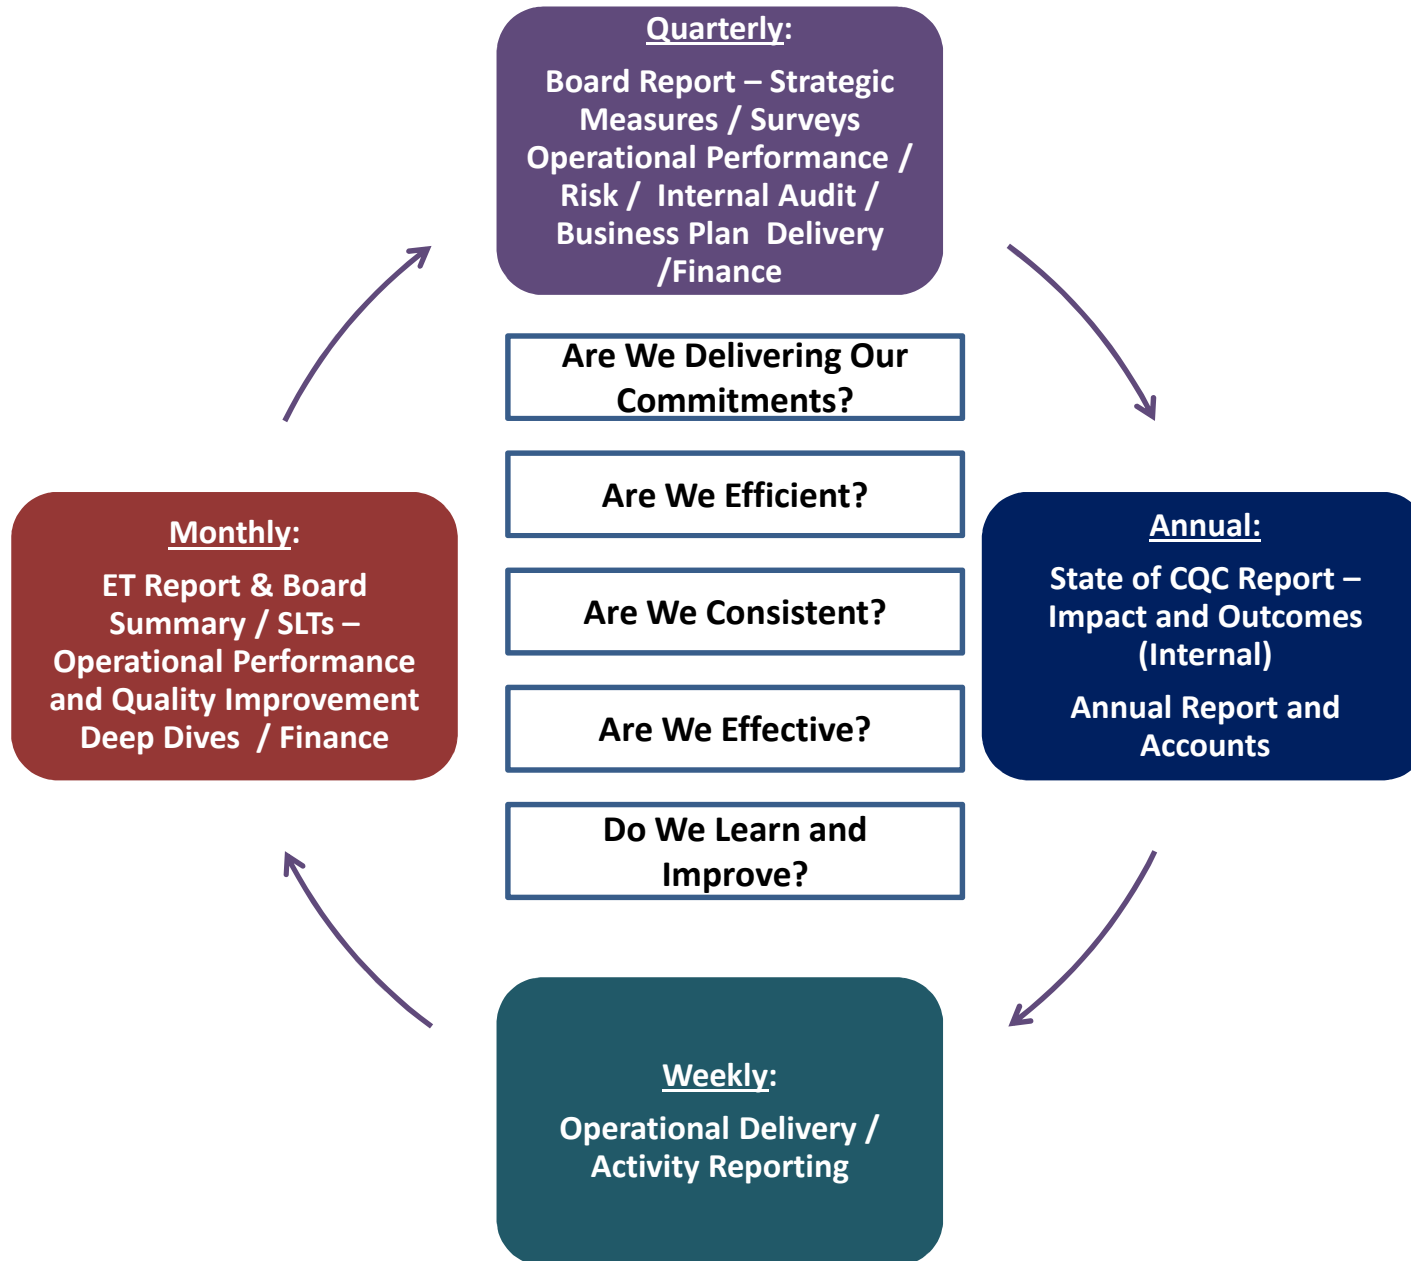 Quarterly:
Board Report – Strategic
Measures / Surveys
Operational Performance /
Risk / Internal Audit /
Business Plan Delivery
/Finance
Are We Delivering Our
Commitments?
Are We Efficient?
Are We Consistent?
Are We Effective?
Do We Learn and
Improve?
Monthly:
ET Report & Board
Summary / SLTs –
Operational Performance
and Quality Improvement
Deep Dives / Finance
Annual:
State of CQC Report –
Impact and Outcomes
(Internal)
Annual Report and
Accounts
Weekly:
Operational Delivery /
Activity Reporting